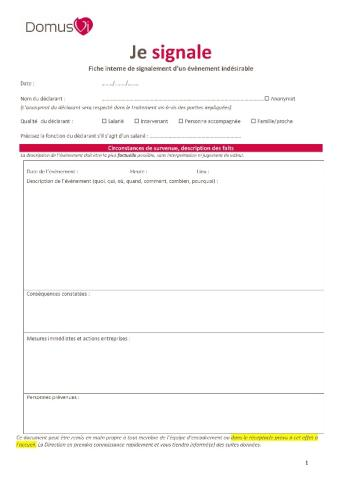 DomusVi
Je signale
Fiche interne de signalement d'un évènement indésirable
Date : ……/……/……
Nom du déclarant : ……………………………………………………………………………… ☐ Anonymat
(L'anonymat du déclarant sera respecté dans le traitement vis-à-vis des parties impliquées)
Qualité du déclarant : ☐ Salarié ☐ Intervenant ☐ Personne accompagnée ☐ Famille/proche
Précisez la fonction du déclarant s'il s'agit d'un salarié : ……………………………………………
Circonstances de survenue, description des faits
La description de l'évènement doit être la plus factuelle possible, sans interprétation ni jugement de valeur.
Date de l'évènement : Heure : Lieu :
Description de l'évènement (quoi, qui, où, quand, comment, combien, pourquoi) :
Conséquences constatées :
Mesures immédiates et actions entreprises :
Personnes prévenues :
Ce document peut être remis en main propre à tout membre de l'équipe d'encadrement ou dans le réceptacle prévu à cet effet à
l'accueil. La Direction en prendra connaissance rapidement et vous tiendra informé(e) des suites données.
1